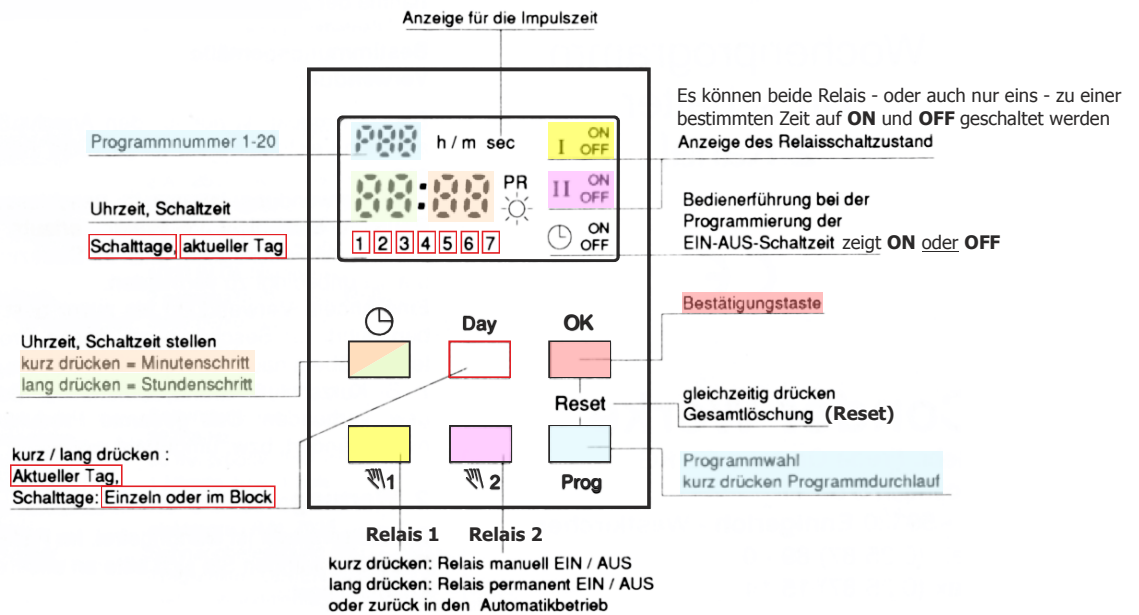 Anzeige für die Impulszeit
Es können beide Relais - oder auch nur eins - zu einer
bestimmten Zeit auf ON und OFF geschaltet werden
Anzeige des Relaisschaltzustand
Programmnummer 1-20
P88 h / m sec
I ON
OFF
88:88 PR
II ON
OFF
Uhrzeit, Schaltzeit
Schalttage, aktueller Tag
1 2 3 4 5 6 7
ON
OFF
Bedienerführung bei der
Programmierung der
EIN-AUS-Schaltzeit zeigt ON oder OFF
Bestätigungstaste
Day
OK
Uhrzeit, Schaltzeit stellen
kurz drücken = Minutenschritt
lang drücken = Stundenschritt
Reset
gleichzeitig drücken
Gesamtlöschung (Reset)
kurz / lang drücken :
Aktueller Tag,
Schalttage: Einzeln oder im Block
1
2
Prog
Programmwahl
kurz drücken Programmdurchlauf
Relais 1
Relais 2
kurz drücken: Relais manuell EIN / AUS
lang drücken: Relais permanent EIN / AUS
oder zurück in den Automatikbetrieb